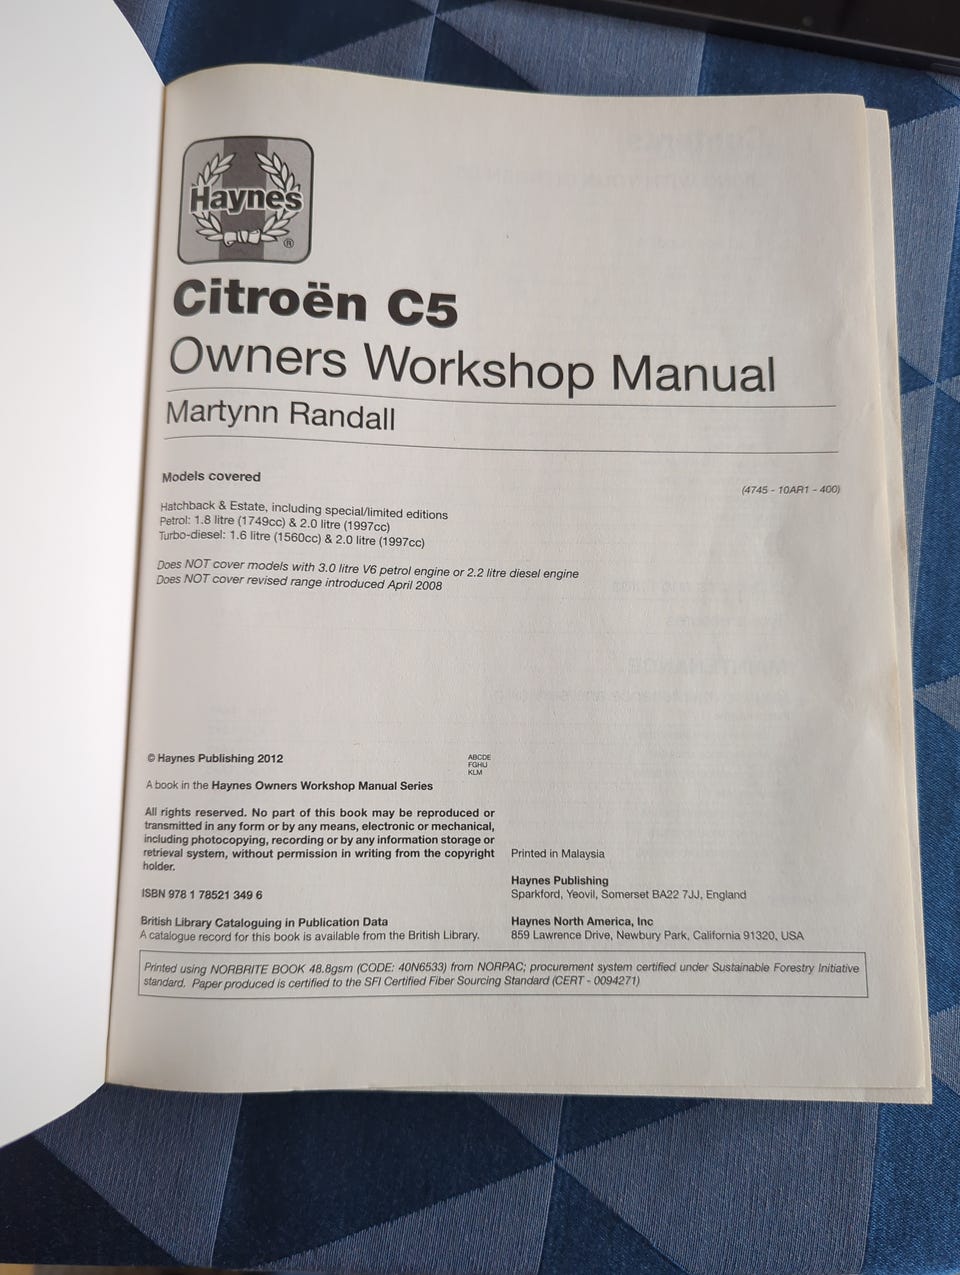 Haynes
®
Citroën C5
Owners Workshop Manual
Martynn Randall
Models covered
(4745 - 10AR1 - 400)
Hatchback & Estate, including special/limited editions
Petrol: 1.8 litre (1749cc) & 2.0 litre (1997cc)
Turbo-diesel: 1.6 litre (1560cc) & 2.0 litre (1997cc)
Does NOT cover models with 3.0 litre V6 petrol engine or 2.2 litre diesel engine
Does NOT cover revised range introduced April 2008
© Haynes Publishing 2012
ABCDE
FGHIJ
KLM
A book in the Haynes Owners Workshop Manual Series
All rights reserved. No part of this book may be reproduced or
transmitted in any form or by any means, electronic or mechanical,
including photocopying, recording or by any information storage or
retrieval system, without permission in writing from the copyright
holder.
ISBN 978 1 78521 349 6
British Library Cataloguing in Publication Data
A catalogue record for this book is available from the British Library.
Printed in Malaysia
Haynes Publishing
Sparkford, Yeovil, Somerset BA22 7JJ, England
Haynes North America, Inc
859 Lawrence Drive, Newbury Park, California 91320, USA
Printed using NORBRITE BOOK 48.8gsm (CODE: 40N6533) from NORPAC; procurement system certified under Sustainable Forestry Initiative
standard. Paper produced is certified to the SFI Certified Fiber Sourcing Standard (CERT - 0094271)